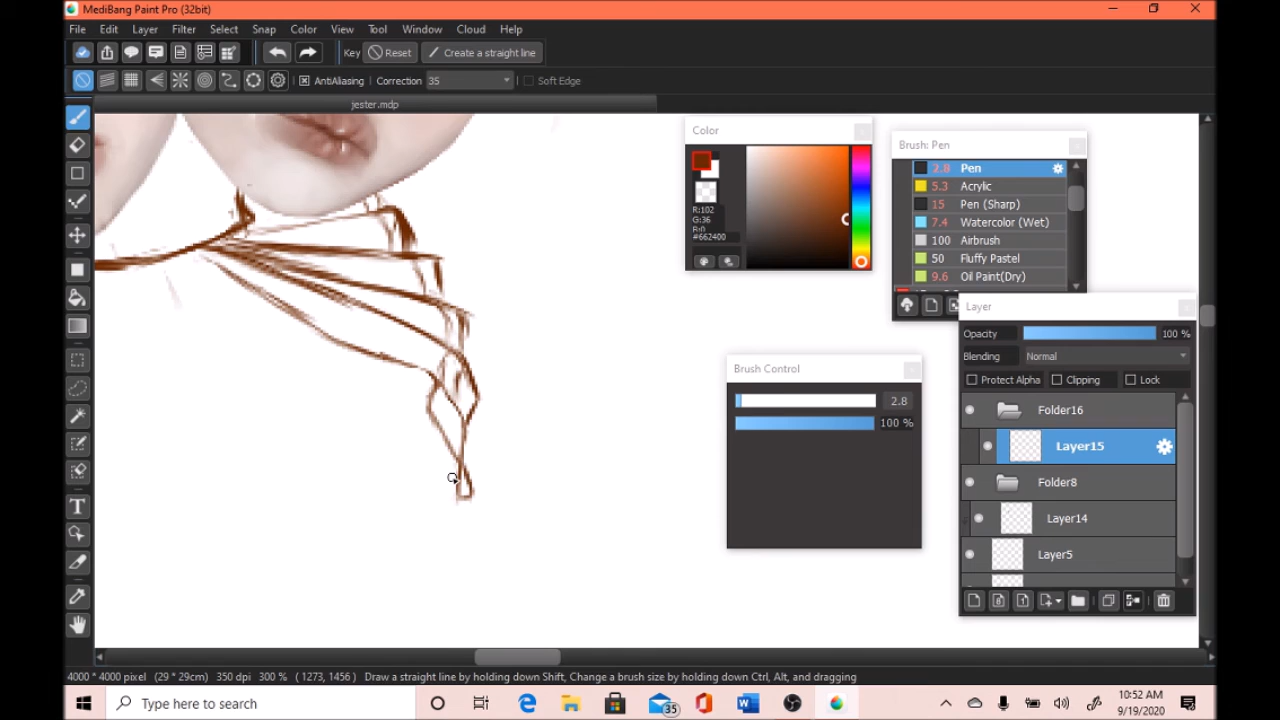 MediBang Paint Pro (32bit)
File Edit Layer Filter Select Snap Color View Tool Window Cloud Help
Key Reset Create a straight line
AntiAliasing Correction 35 Soft Edge
jester.mdp
Color
R:102
G:36
B:0
#662400
Brush: Pen
2.8 Pen
5.3 Acrylic
15 Pen (Sharp)
7.4 Watercolor (Wet)
100 Airbrush
50 Fluffy Pastel
9.6 Oil Paint(Dry)
Layer
Opacity 100 %
Blending Normal
Protect Alpha Clipping Lock
Folder16
Layer15
Folder8
Layer14
Layer5
Brush Control
2.8
100 %
4000 * 4000 pixel (29 * 29cm) 350 dpi 300 % ( 1273, 1456 ) Draw a straight line by holding down Shift, Change a brush size by holding down Ctrl, Alt, and dragging
Type here to search
35
10:52 AM
9/19/2020